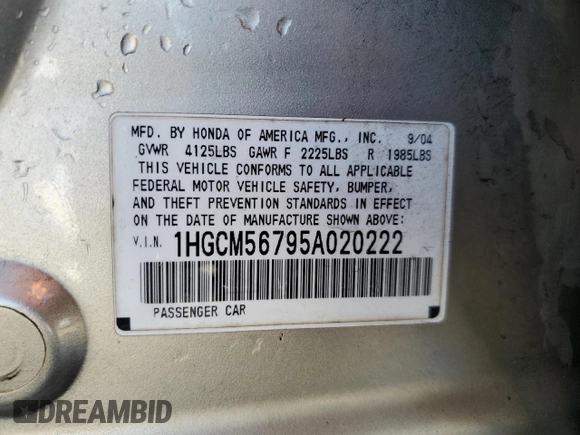 MFD. BY HONDA OF AMERICA MFG., INC. 9/04
GVWR 4125LBS GAWR F 2225LBS R 1985LBS
THIS VEHICLE CONFORMS TO ALL APPLICABLE
FEDERAL MOTOR VEHICLE SAFETY, BUMPER,
AND THEFT PREVENTION STANDARDS IN EFFECT
ON THE DATE OF MANUFACTURE SHOWN ABOVE:
V.I.N. 1HGCM56795A020222
PASSENGER CAR
DREAMBID